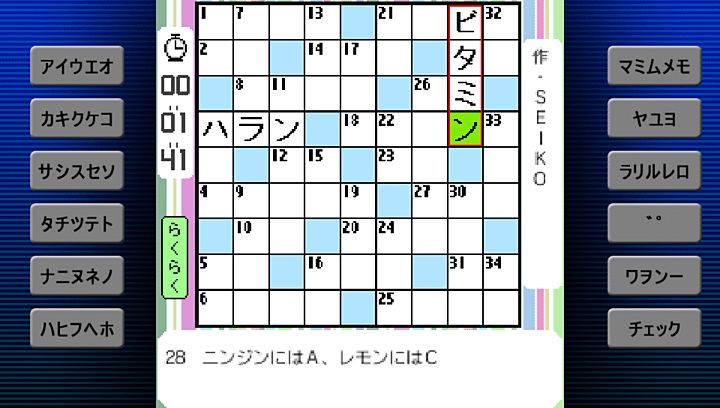 アイウエオ
カキクケコ
サシスセソ
タチツテト
ナニヌネノ
ハヒフヘホ
00
01
41
らくらく
1 7 13 21 ビ 32
2 14 17 タ
8 11 26 ミ
ハ ラ ン 18 22 ン 33
12 15 23
4 9 19 27 30
10 20 24
5 16 31 34
6 25
作・SEIKO
マミムメモ
ヤユヨ
ラリルレロ
゛゜
ワヲンー
チェック
28 ニンジンにはA、レモンにはC